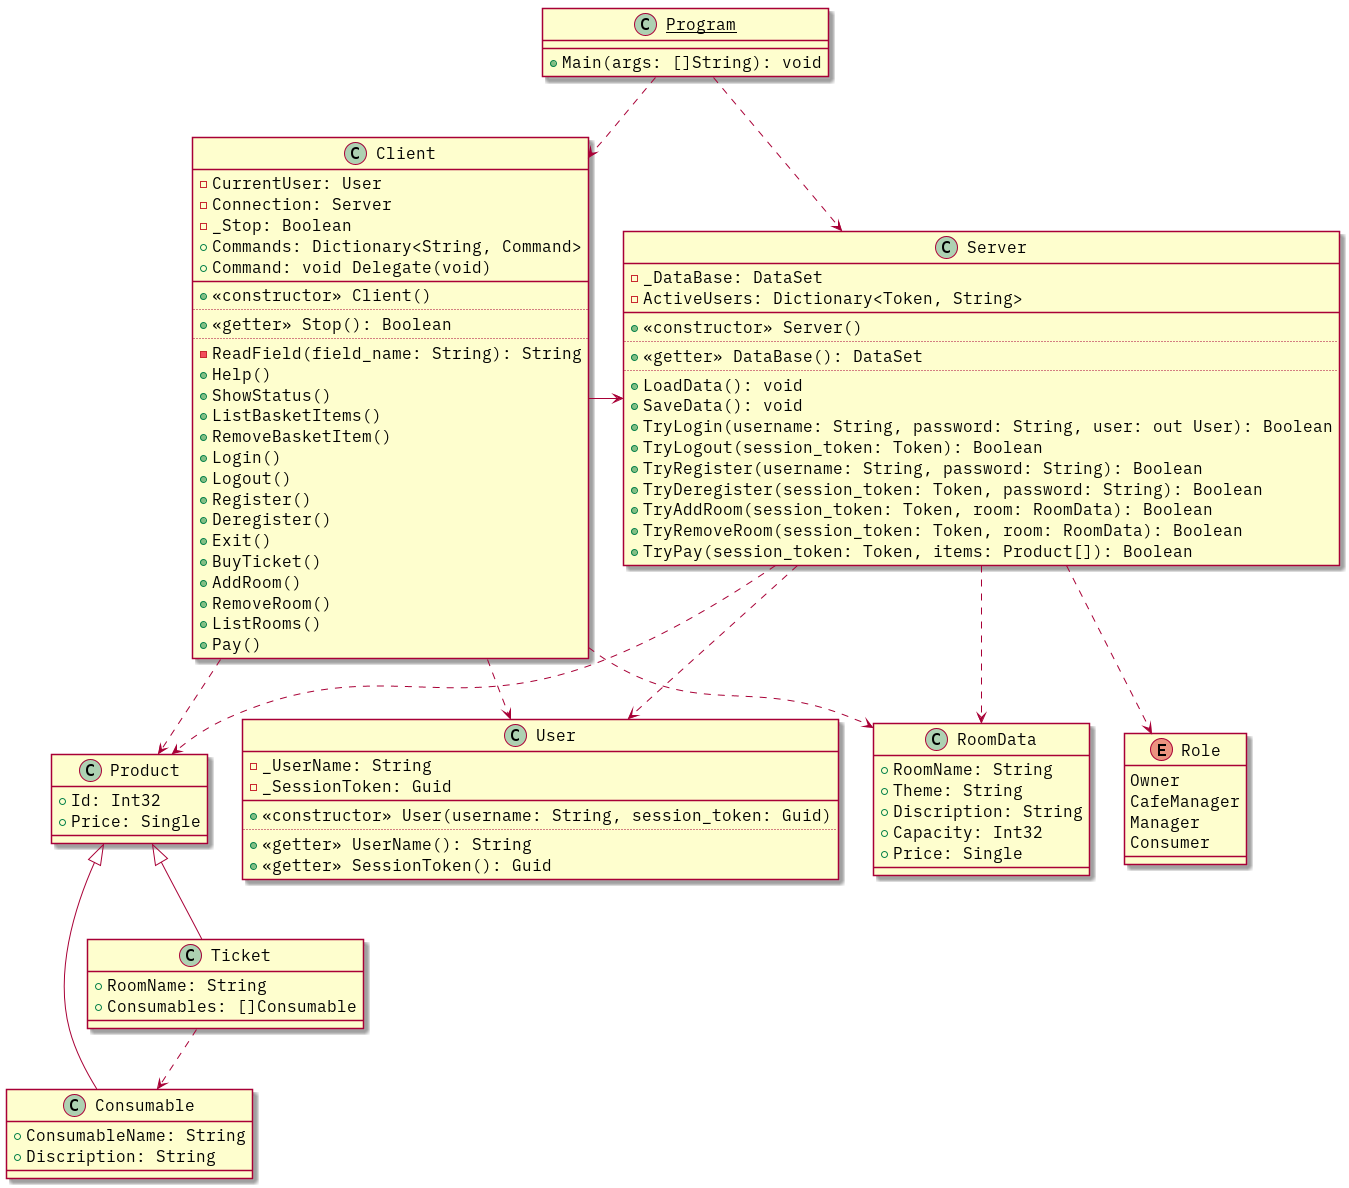 C Program
Main(args: []String): void
C Client
CurrentUser: User
Connection: Server
_Stop: Boolean
Commands: Dictionary<String, Command>
Command: void Delegate(void)
«constructor» Client()
«getter» Stop(): Boolean
ReadField(field_name: String): String
Help()
ShowStatus()
ListBasketItems()
RemoveBasketItem()
Login()
Logout()
Register()
Deregister()
Exit()
BuyTicket()
AddRoom()
RemoveRoom()
ListRooms()
Pay()
C Server
_DataBase: DataSet
ActiveUsers: Dictionary<Token, String>
«constructor» Server()
«getter» DataBase(): DataSet
LoadData(): void
SaveData(): void
TryLogin(username: String, password: String, user: out User): Boolean
TryLogout(session_token: Token): Boolean
TryRegister(username: String, password: String): Boolean
TryDeregister(session_token: Token, password: String): Boolean
TryAddRoom(session_token: Token, room: RoomData): Boolean
TryRemoveRoom(session_token: Token, room: RoomData): Boolean
TryPay(session_token: Token, items: Product[]): Boolean
C Product
Id: Int32
Price: Single
C User
_UserName: String
_SessionToken: Guid
«constructor» User(username: String, session_token: Guid)
«getter» UserName(): String
«getter» SessionToken(): Guid
C RoomData
RoomName: String
Theme: String
Discription: String
Capacity: Int32
Price: Single
E Role
Owner
CafeManager
Manager
Consumer
C Ticket
RoomName: String
Consumables: []Consumable
C Consumable
ConsumableName: String
Discription: String